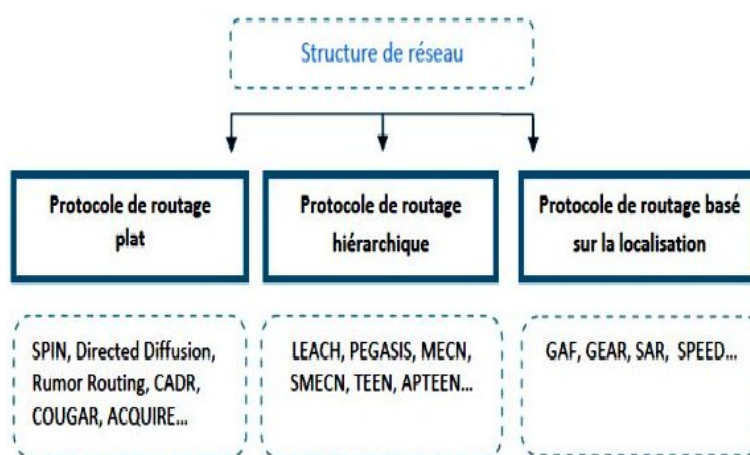 Structure de réseau
Protocole de routage
plat
Protocole de routage
hiérarchique
Protocole de routage basé
sur la localisation
SPIN, Directed Diffusion,
Rumor Routing, CADR,
COUGAR, ACQUIRE...
LEACH, PEGASIS, MECN,
SMECN, TEEN, APTEEN...
GAF, GEAR, SAR, SPEED...